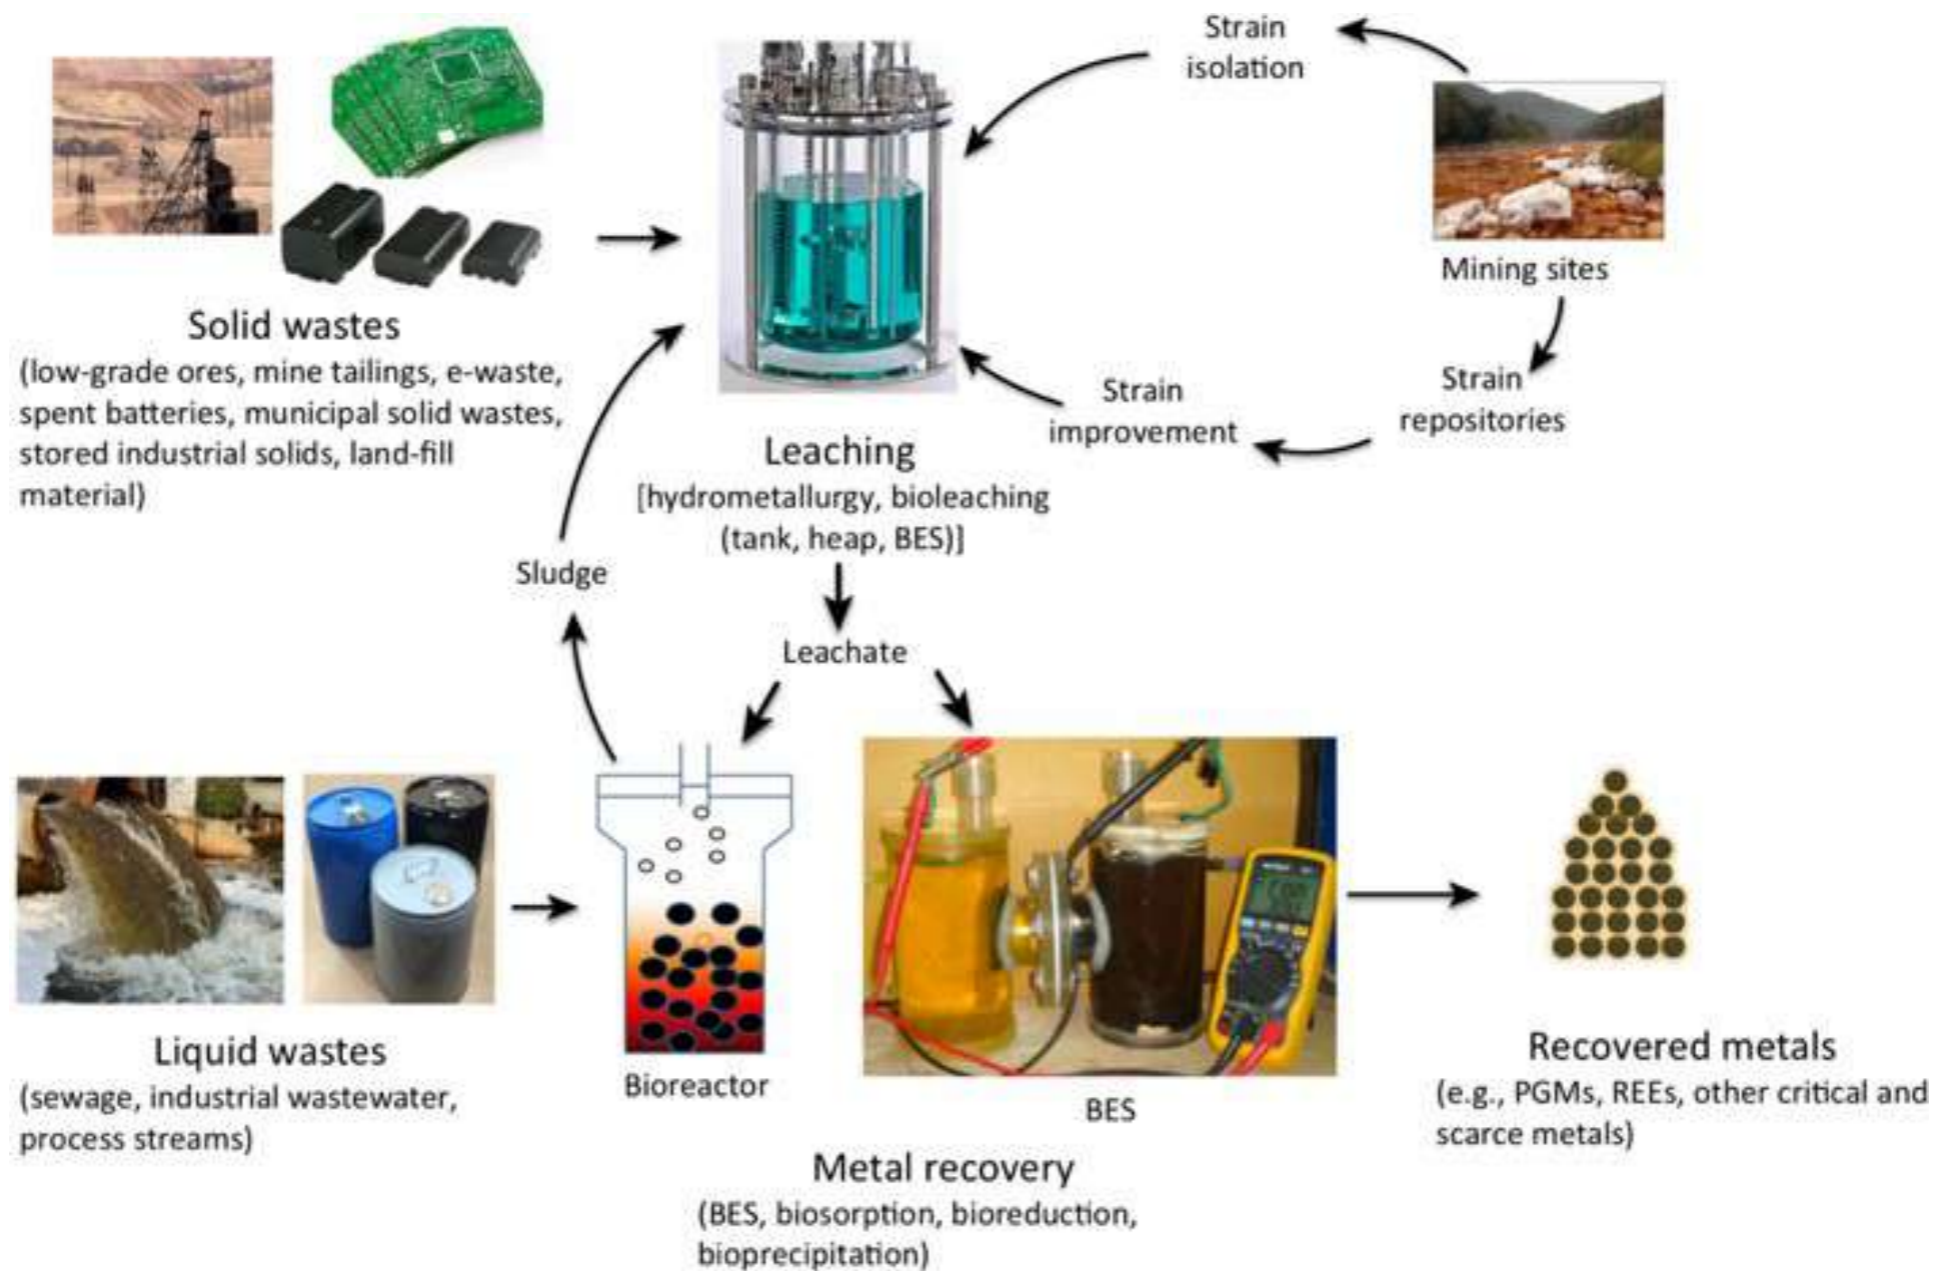 Strain
isolation
Mining sites
Solid wastes
(low-grade ores, mine tailings, e-waste,
spent batteries, municipal solid wastes,
stored industrial solids, land-fill
material)
Strain
repositories
Strain
improvement
Leaching
[hydrometallurgy, bioleaching
(tank, heap, BES)]
Sludge
Leachate
Liquid wastes
(sewage, industrial wastewater,
process streams)
Bioreactor
BES
Metal recovery
(BES, biosorption, bioreduction,
bioprecipitation)
Recovered metals
(e.g., PGMs, REEs, other critical and
scarce metals)